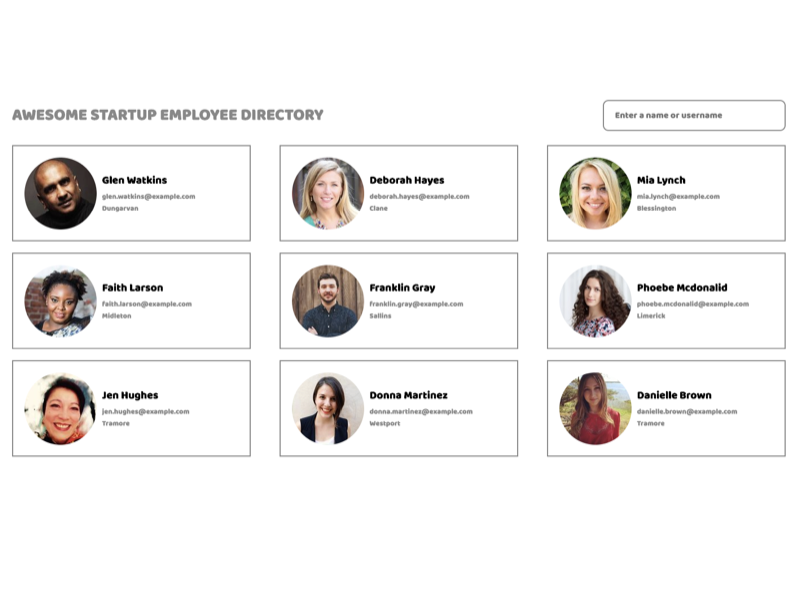 AWESOME STARTUP EMPLOYEE DIRECTORY
Enter a name or username
Glen Watkins
glen.watkins@example.com
Dungarvan
Deborah Hayes
deborah.hayes@example.com
Clane
Mia Lynch
mia.lynch@example.com
Blessington
Faith Larson
faith.larson@example.com
Midleton
Franklin Gray
franklin.gray@example.com
Sallins
Phoebe Mcdonalid
phoebe.mcdonalid@example.com
Limerick
Jen Hughes
jen.hughes@example.com
Tramore
Donna Martinez
donna.martinez@example.com
Westport
Danielle Brown
danielle.brown@example.com
Tramore